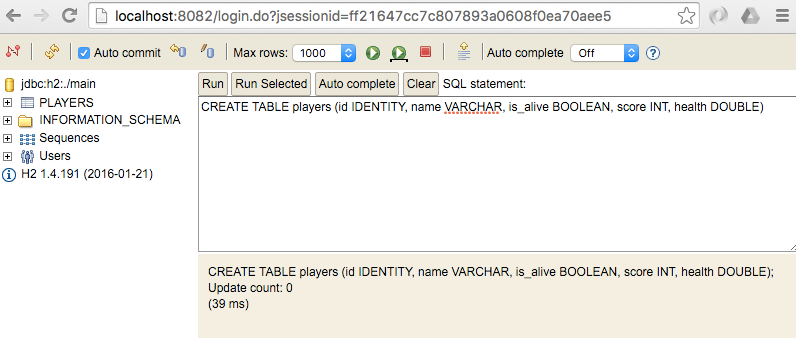 localhost:8082/login.do?jsessionid=ff21647cc7c807893a0608f0ea70aee5
Auto commit Max rows: 1000 Auto complete Off
jdbc:h2:./main
PLAYERS
INFORMATION_SCHEMA
Sequences
Users
H2 1.4.191 (2016-01-21)
Run Run Selected Auto complete Clear SQL statement:
CREATE TABLE players (id IDENTITY, name VARCHAR, is_alive BOOLEAN, score INT, health DOUBLE)
CREATE TABLE players (id IDENTITY, name VARCHAR, is_alive BOOLEAN, score INT, health DOUBLE);
Update count: 0
(39 ms)